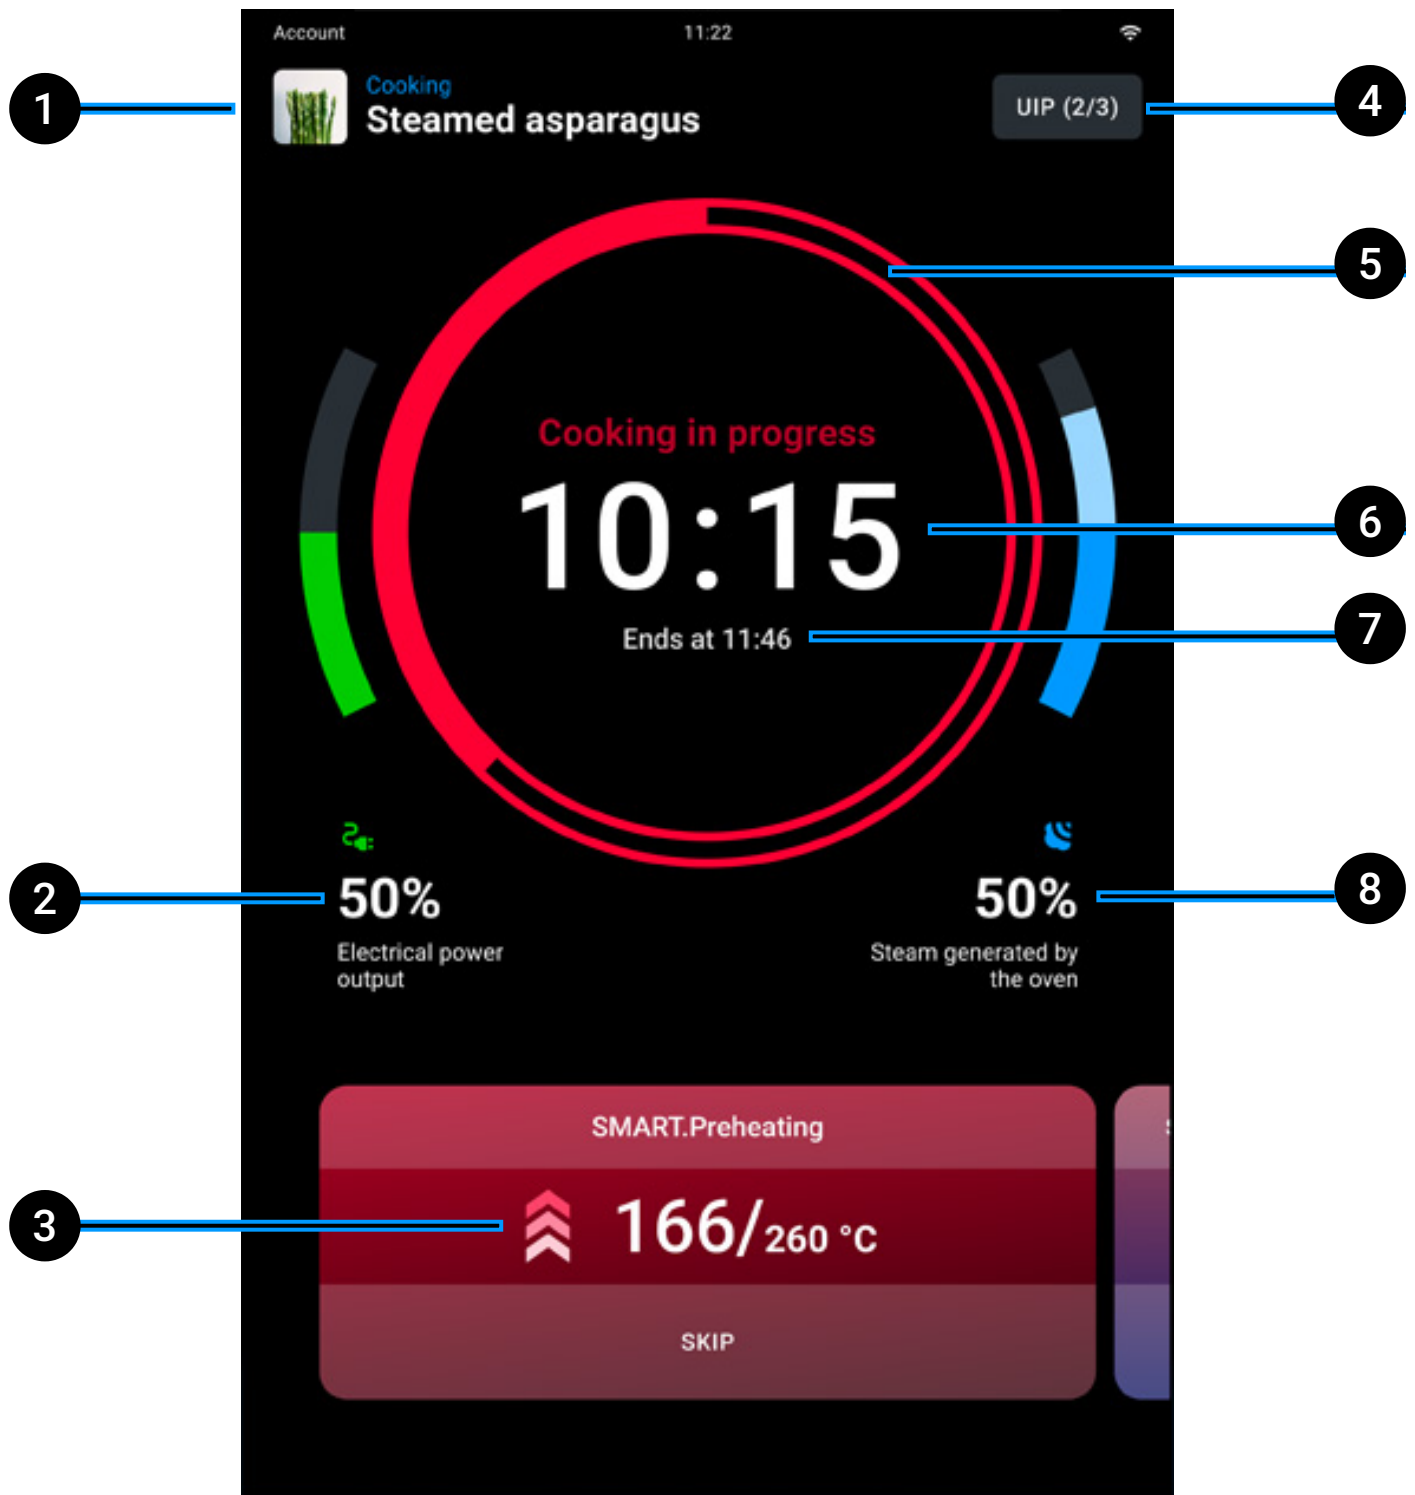 Account 11:22
1
Cooking
Steamed asparagus
UIP (2/3)
4
5
Cooking in progress
10:15
6
Ends at 11:46
7
2
50%
Electrical power
output
50%
8
Steam generated by
the oven
SMART.Preheating
3
166/260 °C
SKIP